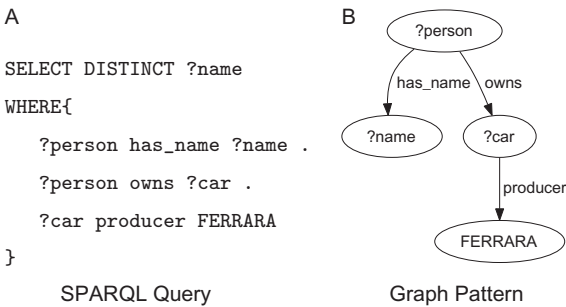 A
SELECT DISTINCT ?name
WHERE{
?person has_name ?name .
?person owns ?car .
?car producer FERRARA
}
SPARQL Query
B
?person
has_name owns
?name ?car
producer
FERRARA
Graph Pattern